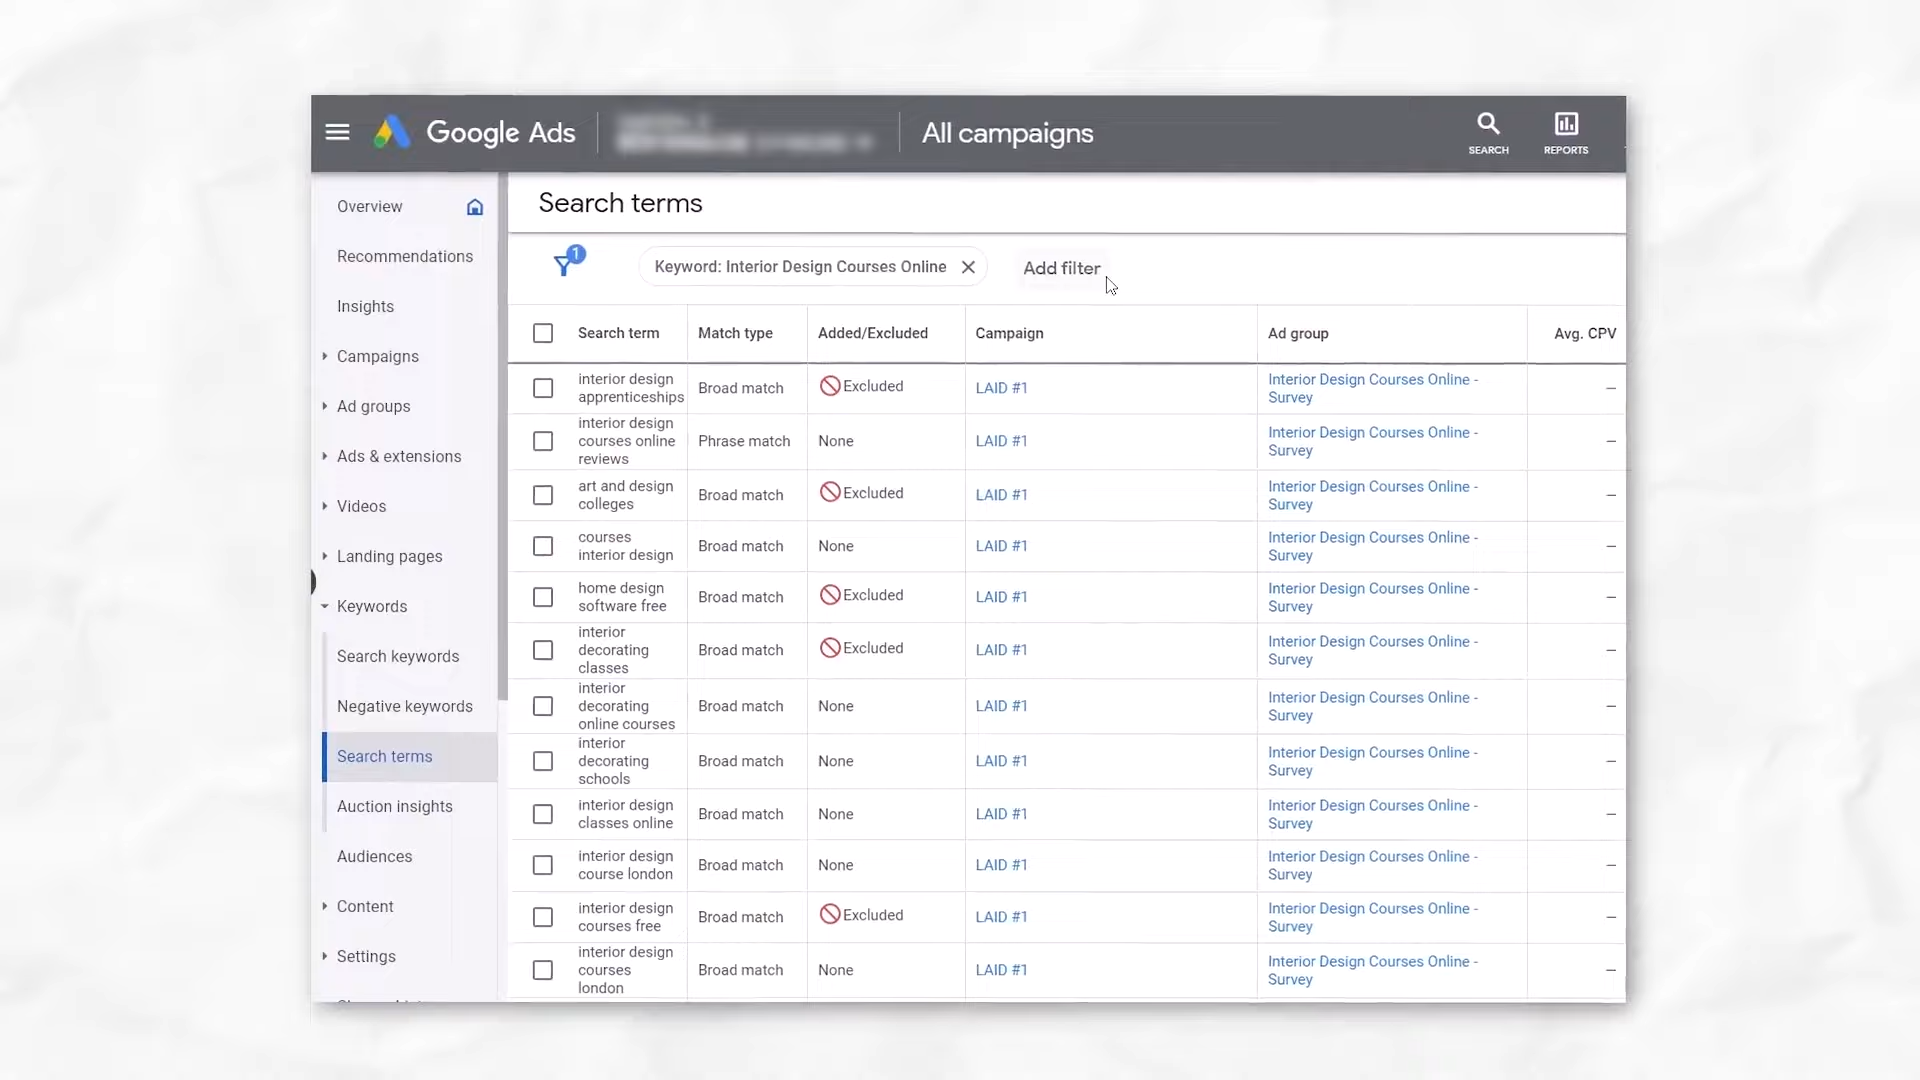 Google Ads
All campaigns
SEARCH
REPORTS
Overview
Recommendations
Insights
Campaigns
Ad groups
Ads & extensions
Videos
Landing pages
Keywords
Search keywords
Negative keywords
Search terms
Auction insights
Audiences
Content
Settings
Search terms
1
Keyword: Interior Design Courses Online
Add filter
Search term
Match type
Added/Excluded
Campaign
Ad group
Avg. CPV
interior design
apprenticeships
Broad match
Excluded
LAID #1
Interior Design Courses Online -
Survey
—
interior design
courses online
reviews
Phrase match
None
LAID #1
Interior Design Courses Online -
Survey
—
art and design
colleges
Broad match
Excluded
LAID #1
Interior Design Courses Online -
Survey
—
courses
interior design
Broad match
None
LAID #1
Interior Design Courses Online -
Survey
—
home design
software free
Broad match
Excluded
LAID #1
Interior Design Courses Online -
Survey
—
interior
decorating
classes
Broad match
Excluded
LAID #1
Interior Design Courses Online -
Survey
—
interior
decorating
online courses
Broad match
None
LAID #1
Interior Design Courses Online -
Survey
—
interior
decorating
schools
Broad match
None
LAID #1
Interior Design Courses Online -
Survey
—
interior design
classes online
Broad match
None
LAID #1
Interior Design Courses Online -
Survey
—
interior design
course london
Broad match
None
LAID #1
Interior Design Courses Online -
Survey
—
interior design
courses free
Broad match
Excluded
LAID #1
Interior Design Courses Online -
Survey
—
interior design
courses
london
Broad match
None
LAID #1
Interior Design Courses Online -
Survey
—